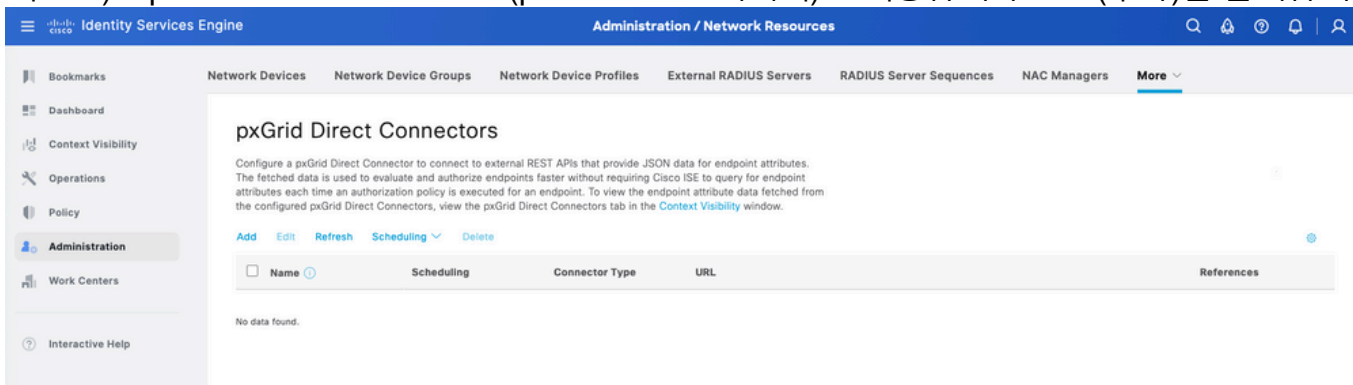 Identity Services Engine
Administration / Network Resources
Bookmarks
Dashboard
Context Visibility
Operations
Policy
Administration
Work Centers
Interactive Help
Network Devices Network Device Groups Network Device Profiles External RADIUS Servers RADIUS Server Sequences NAC Managers More
pxGrid Direct Connectors
Configure a pxGrid Direct Connector to connect to external REST APIs that provide JSON data for endpoint attributes.
The fetched data is used to evaluate and authorize endpoints faster without requiring Cisco ISE to query for endpoint
attributes each time an authorization policy is executed for an endpoint. To view the endpoint attribute data fetched from
the configured pxGrid Direct Connectors, view the pxGrid Direct Connectors tab in the Context Visibility window.
Add Edit Refresh Scheduling Delete
Name Scheduling Connector Type URL References
No data found.